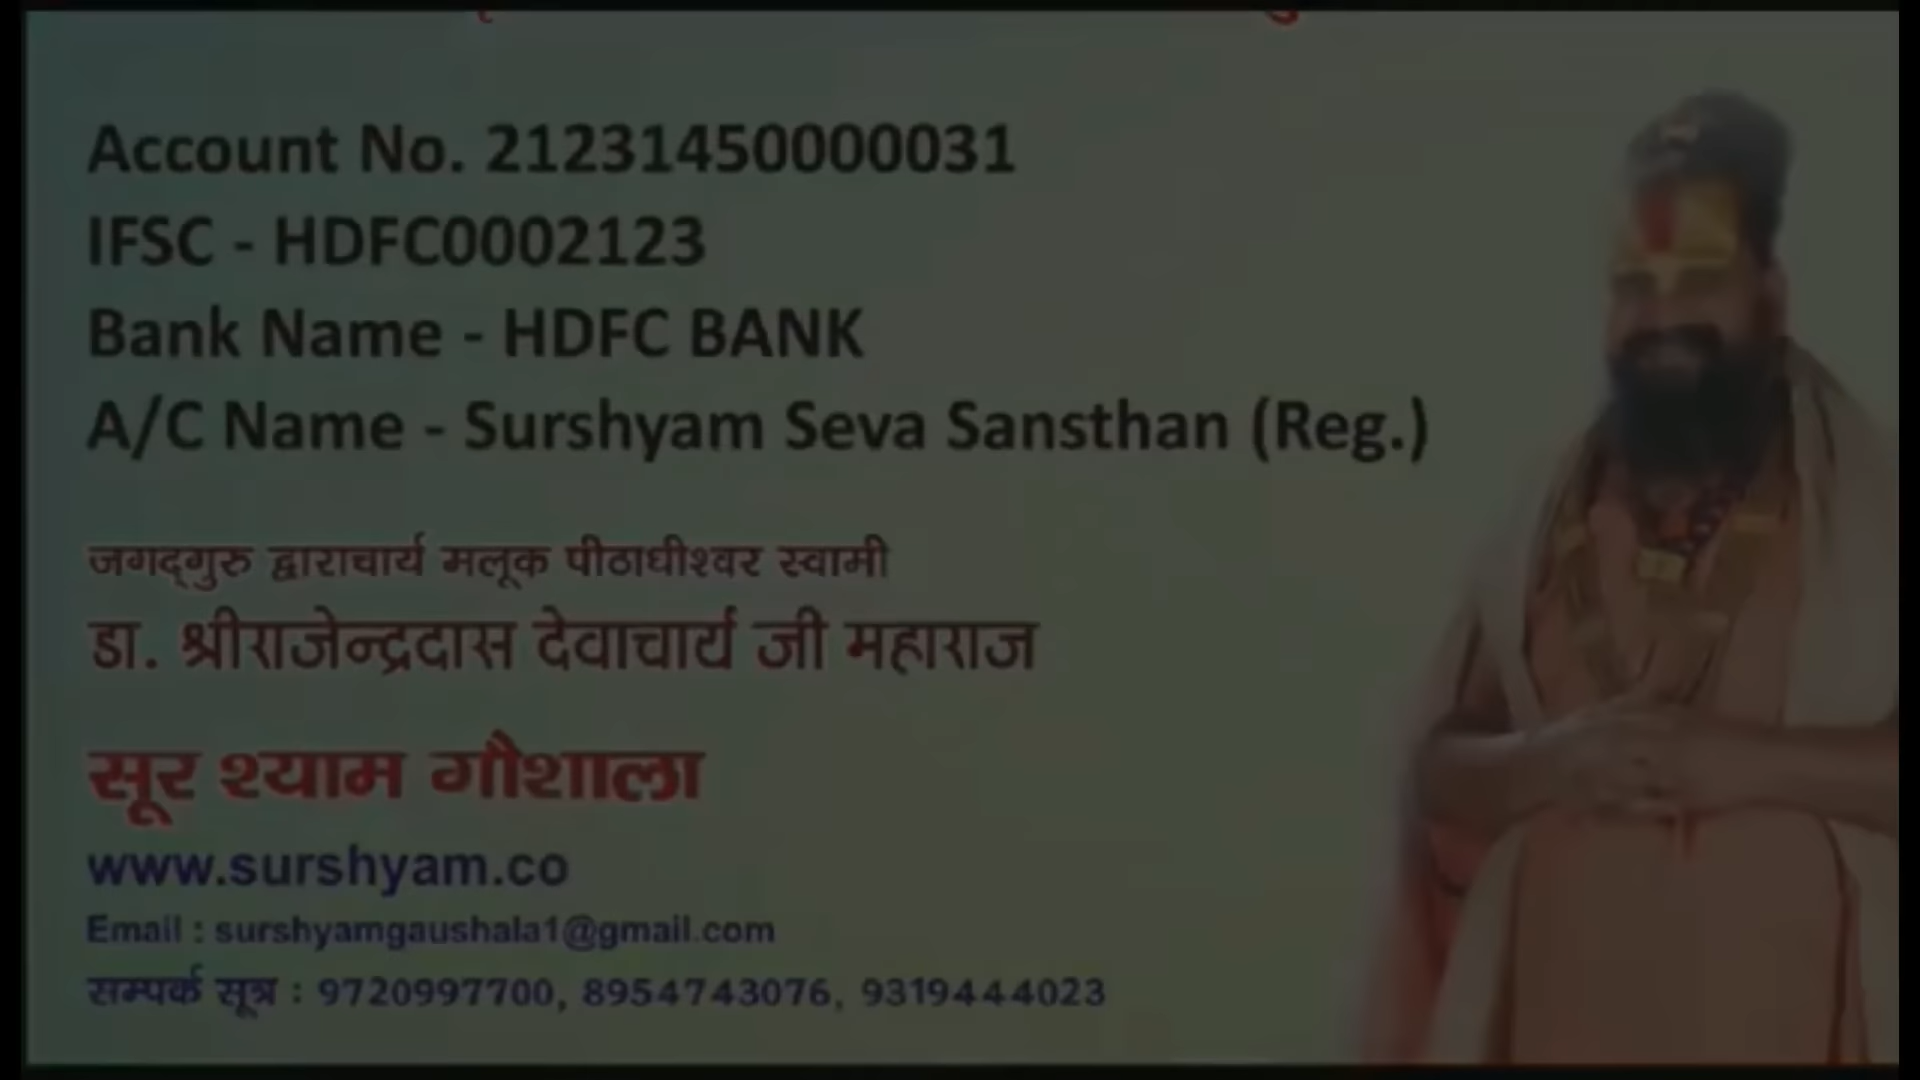 Account No. 21231450000031
IFSC - HDFC0002123
Bank Name - HDFC BANK
A/C Name - Surshyam Seva Sansthan (Reg.)
जगद्‌गुरु द्वाराचार्य मलूक पीठाधीश्वर स्वामी
डा. श्रीराजेन्द्रदास देवाचार्य जी महाराज
सूर श्याम गौशाला
www.surshyam.co
Email : surshyamgaushala1@gmail.com
सम्पर्क सूत्र : 9720997700, 8954743076, 9319444023